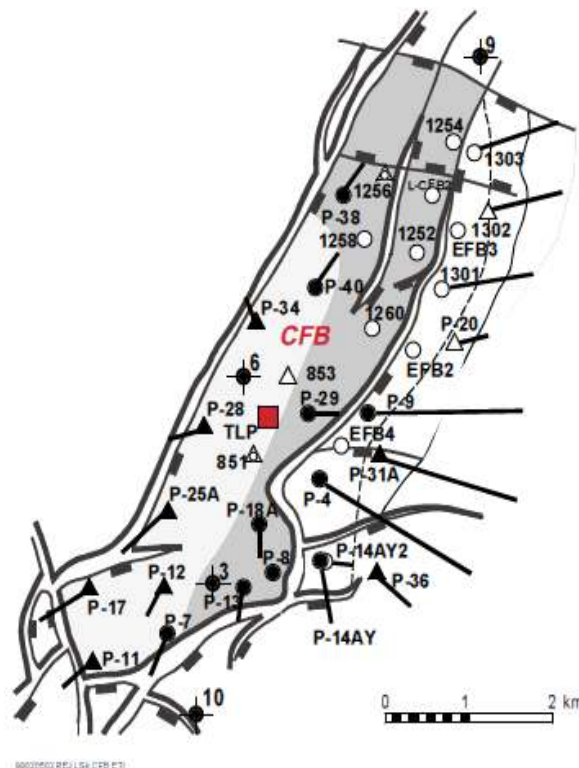 9
1254
1303
1256
L-CFB2
P-38
1302
1258
1252
EFB3
1301
P-40
P-34
1260
P-20
CFB
6
853
EFB2
P-28
P-29
P-9
TLP
EFB4
851
P-31A
P-25A
P-4
P-18A
P-14AY2
P-8
P-12
3
P-36
P-17
P-13
P-7
P-14AY
P-11
10
0 1 2 km